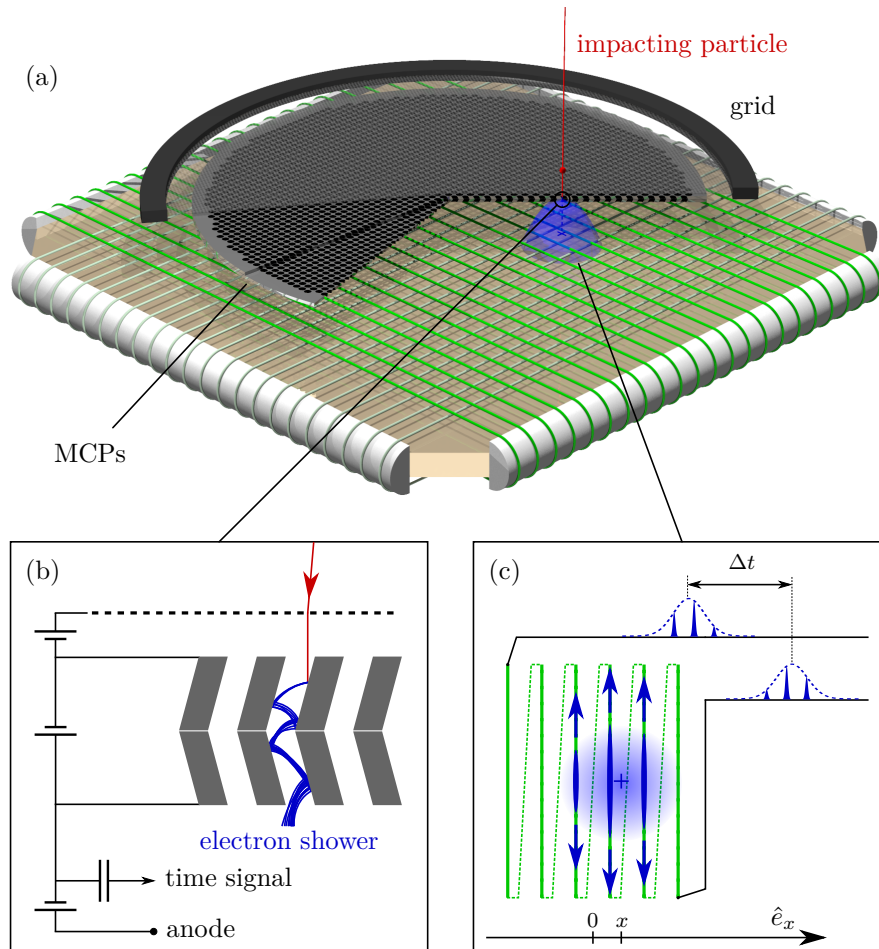 impacting particle
(a)
grid
MCPs
(b)
electron shower
time signal
anode
(c)
Δt
0 x ê_x